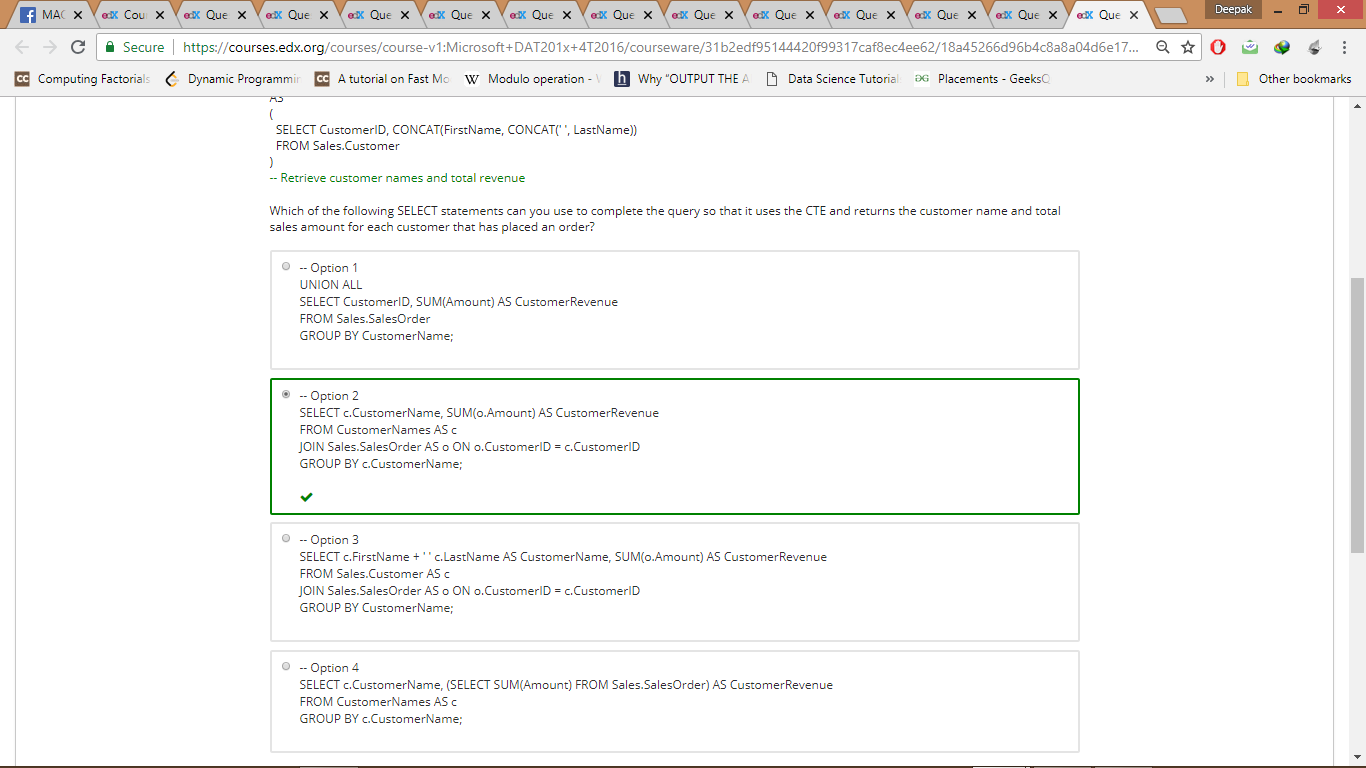 MAC
Cou
Que
Que
Que
Que
Que
Que
Que
Que
Que
Que
Que
Que
Deepak
Secure
https://courses.edx.org/courses/course-v1:Microsoft+DAT201x+4T2016/courseware/31b2edf95144420f99317caf8ec4ee62/18a45266d96b4c8a8a04d6e17...
Computing Factorials
Dynamic Programmin
A tutorial on Fast Mo
Modulo operation -
Why "OUTPUT THE A
Data Science Tutorial
Placements - GeeksG
»
Other bookmarks
AS
(
SELECT CustomerID, CONCAT(FirstName, CONCAT(' ', LastName))
FROM Sales.Customer
)
-- Retrieve customer names and total revenue
Which of the following SELECT statements can you use to complete the query so that it uses the CTE and returns the customer name and total
sales amount for each customer that has placed an order?
-- Option 1
UNION ALL
SELECT CustomerID, SUM(Amount) AS CustomerRevenue
FROM Sales.SalesOrder
GROUP BY CustomerName;
-- Option 2
SELECT c.CustomerName, SUM(o.Amount) AS CustomerRevenue
FROM CustomerNames AS c
JOIN Sales.SalesOrder AS o ON o.CustomerID = c.CustomerID
GROUP BY c.CustomerName;
-- Option 3
SELECT c.FirstName + ' ' c.LastName AS CustomerName, SUM(o.Amount) AS CustomerRevenue
FROM Sales.Customer AS c
JOIN Sales.SalesOrder AS o ON o.CustomerID = c.CustomerID
GROUP BY CustomerName;
-- Option 4
SELECT c.CustomerName, (SELECT SUM(Amount) FROM Sales.SalesOrder) AS CustomerRevenue
FROM CustomerNames AS c
GROUP BY c.CustomerName;